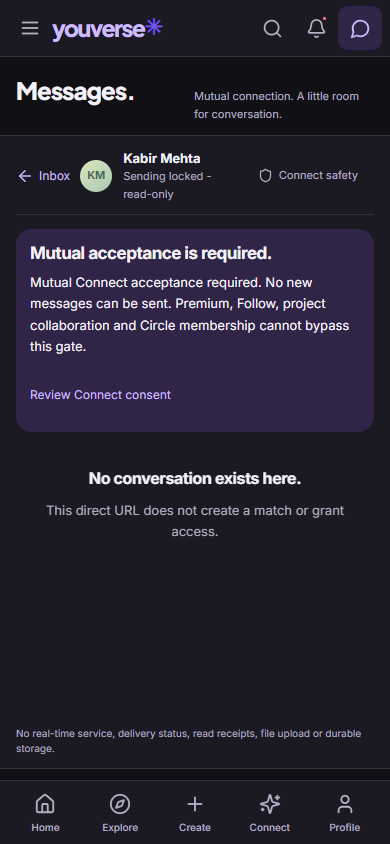 youverse
Messages.
Mutual connection. A little room
for conversation.
Inbox
KM
Kabir Mehta
Sending locked -
read-only
Connect safety
Mutual acceptance is required.
Mutual Connect acceptance required. No new
messages can be sent. Premium, Follow, project
collaboration and Circle membership cannot bypass
this gate.
Review Connect consent
No conversation exists here.
This direct URL does not create a match or grant
access.
No real-time service, delivery status, read receipts, file upload or durable
storage.
Home
Explore
Create
Connect
Profile